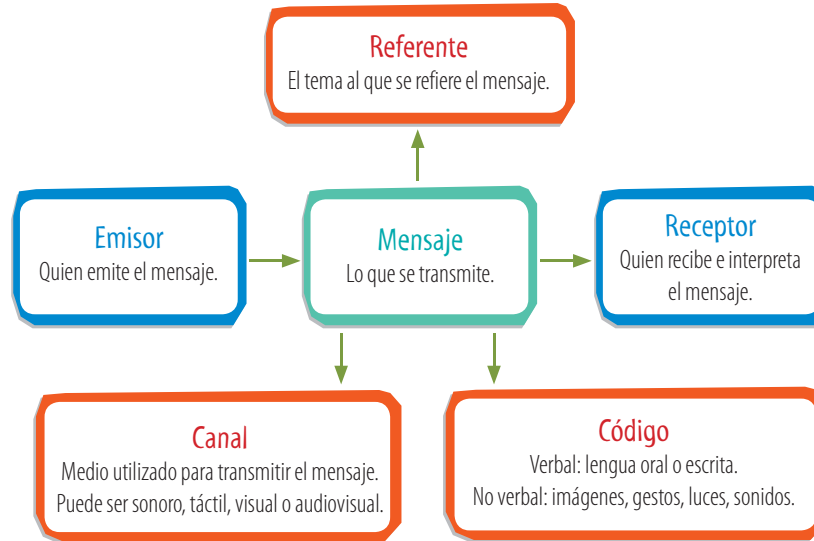 Referente
El tema al que se refiere el mensaje.
Emisor
Quien emite el mensaje.
Mensaje
Lo que se transmite.
Receptor
Quien recibe e interpreta
el mensaje.
Canal
Medio utilizado para transmitir el mensaje.
Puede ser sonoro, táctil, visual o audiovisual.
Código
Verbal: lengua oral o escrita.
No verbal: imágenes, gestos, luces, sonidos.